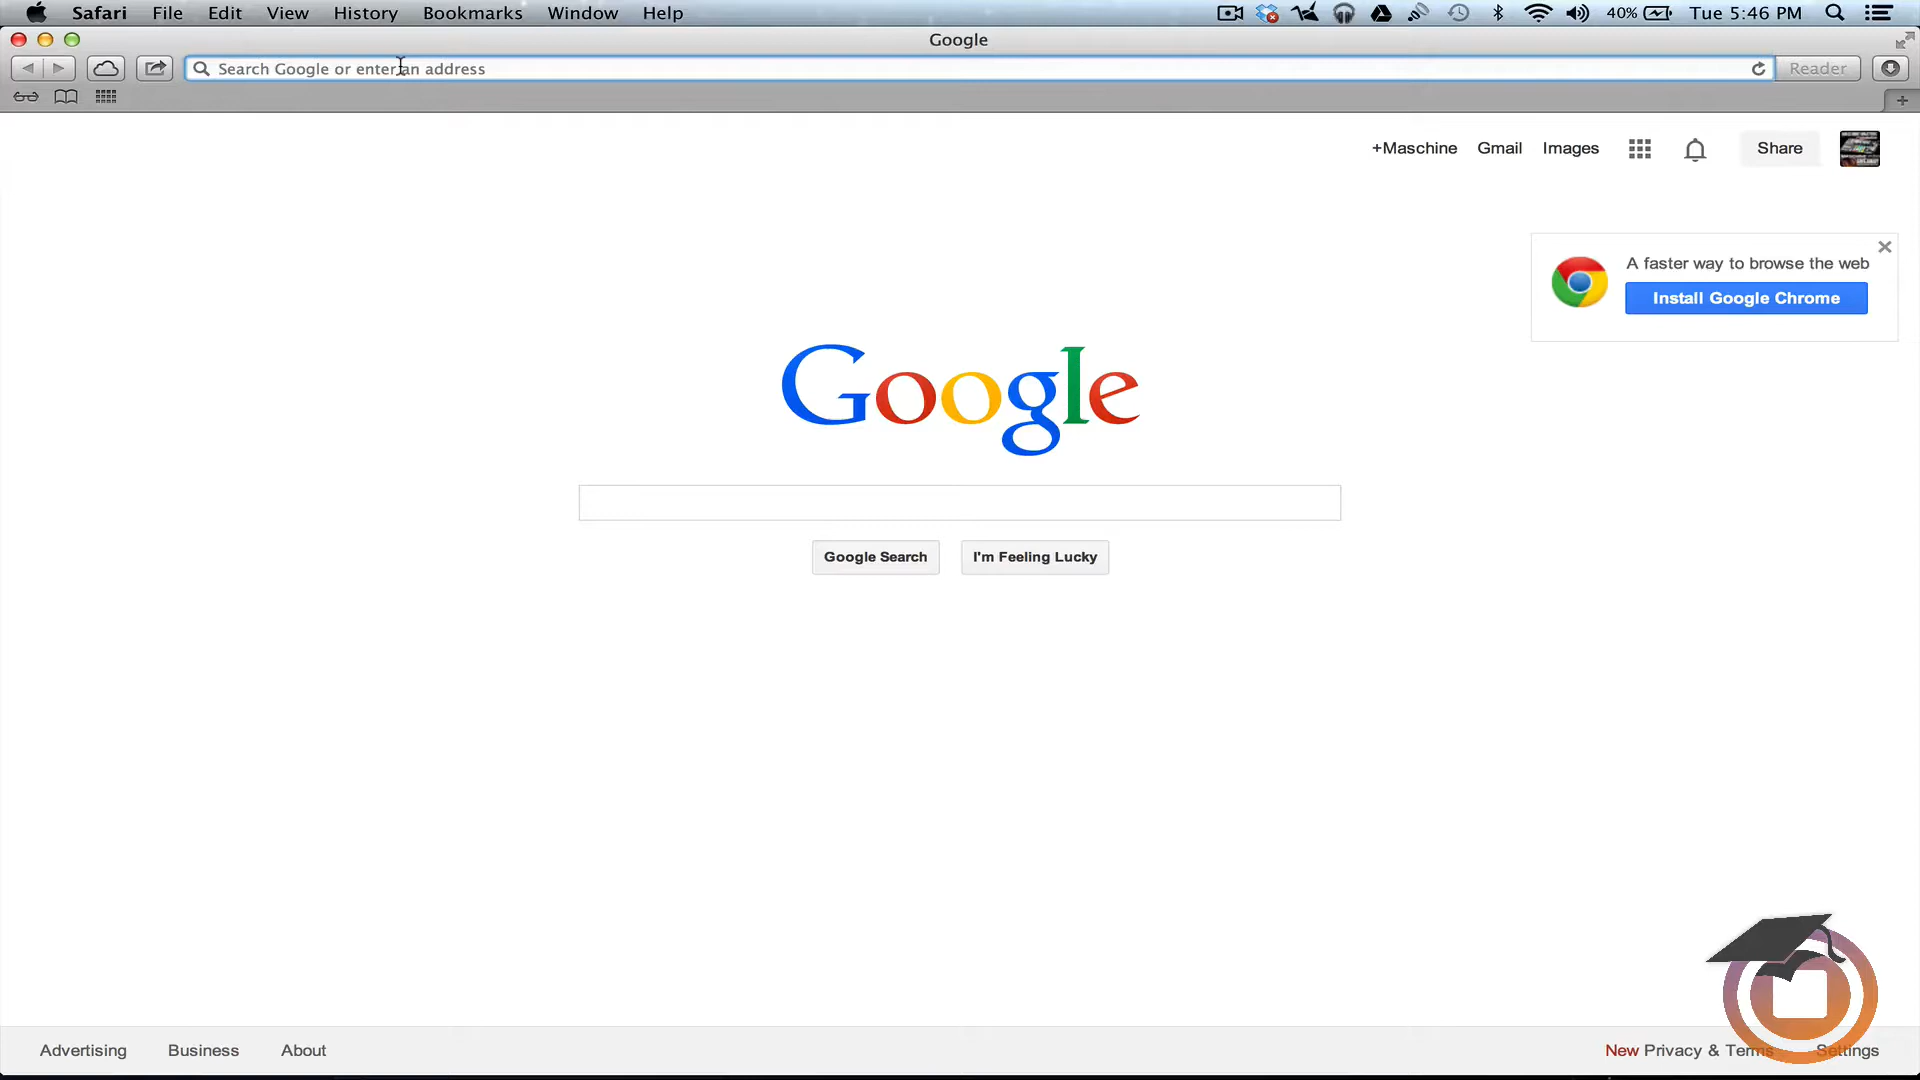 Safari File Edit View History Bookmarks Window Help 40% Tue 5:46 PM
Google
Search Google or enter an address Reader
+Maschine Gmail Images Share
A faster way to browse the web
Install Google Chrome
Google
Google Search I'm Feeling Lucky
Advertising Business About New Privacy & Terms Settings